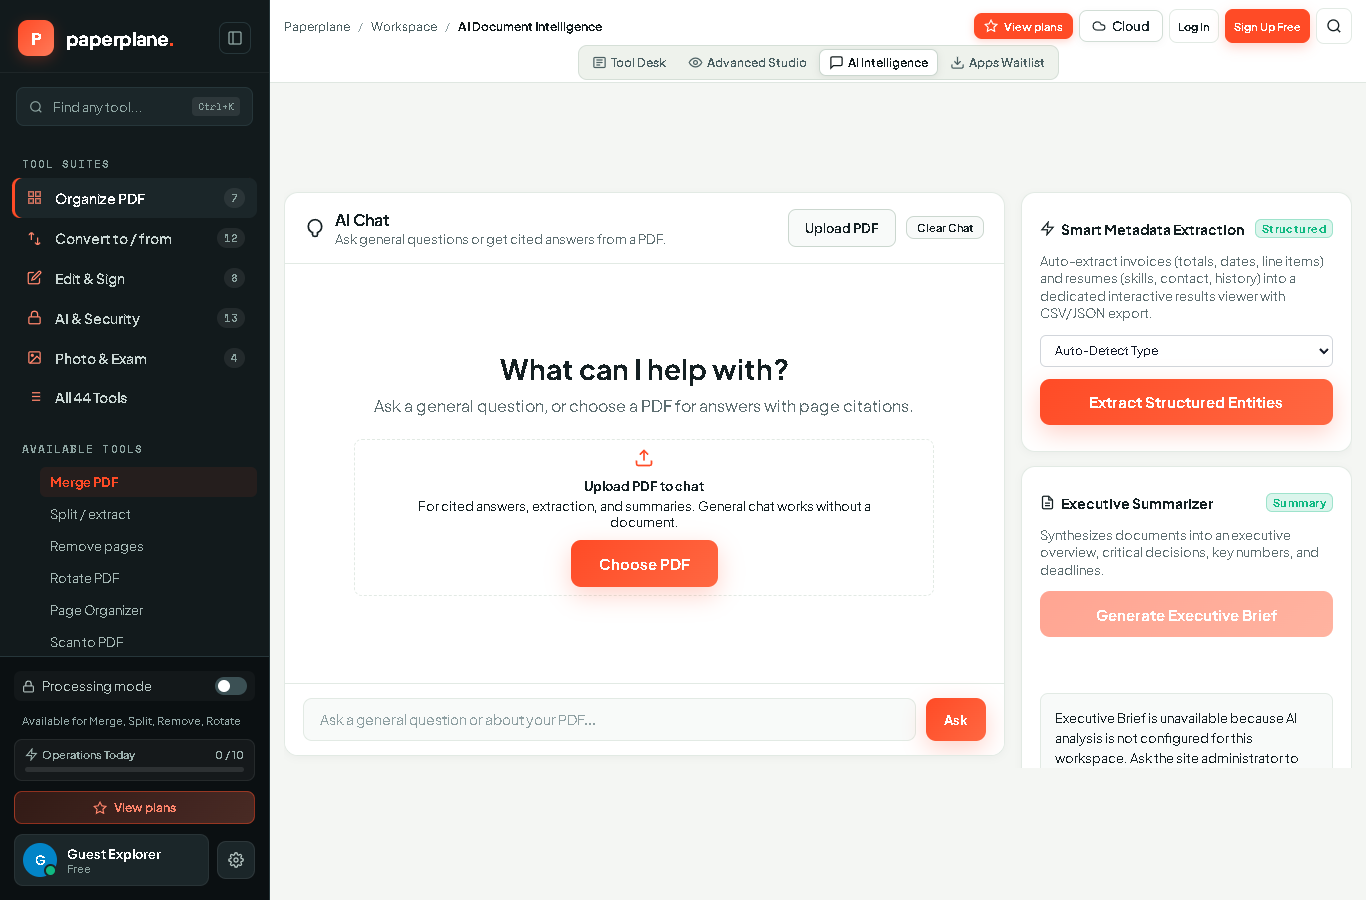 P paperplane.
Find any tool... Ctrl+K
TOOL SUITES
Organize PDF 7
Convert to / from 12
Edit & Sign 8
AI & Security 13
Photo & Exam 4
All 44 Tools
AVAILABLE TOOLS
Merge PDF
Split / extract
Remove pages
Rotate PDF
Page Organizer
Scan to PDF
Processing mode
Available for Merge, Split, Remove, Rotate
Operations Today 0 / 10
View plans
G Guest Explorer
Free
Paperplane / Workspace / AI Document Intelligence
View plans Cloud Log In Sign Up Free
Tool Desk Advanced Studio AI Intelligence Apps Waitlist
AI Chat
Ask general questions or get cited answers from a PDF.
Upload PDF Clear Chat
What can I help with?
Ask a general question, or choose a PDF for answers with page citations.
Upload PDF to chat
For cited answers, extraction, and summaries. General chat works without a
document.
Choose PDF
Ask a general question or about your PDF... Ask
Smart Metadata Extraction Structured
Auto-extract invoices (totals, dates, line items)
and resumes (skills, contact, history) into a
dedicated interactive results viewer with
CSV/JSON export.
Auto-Detect Type
Extract Structured Entities
Executive Summarizer Summary
Synthesizes documents into an executive
overview, critical decisions, key numbers, and
deadlines.
Generate Executive Brief
Executive Brief is unavailable because AI
analysis is not configured for this
workspace. Ask the site administrator to